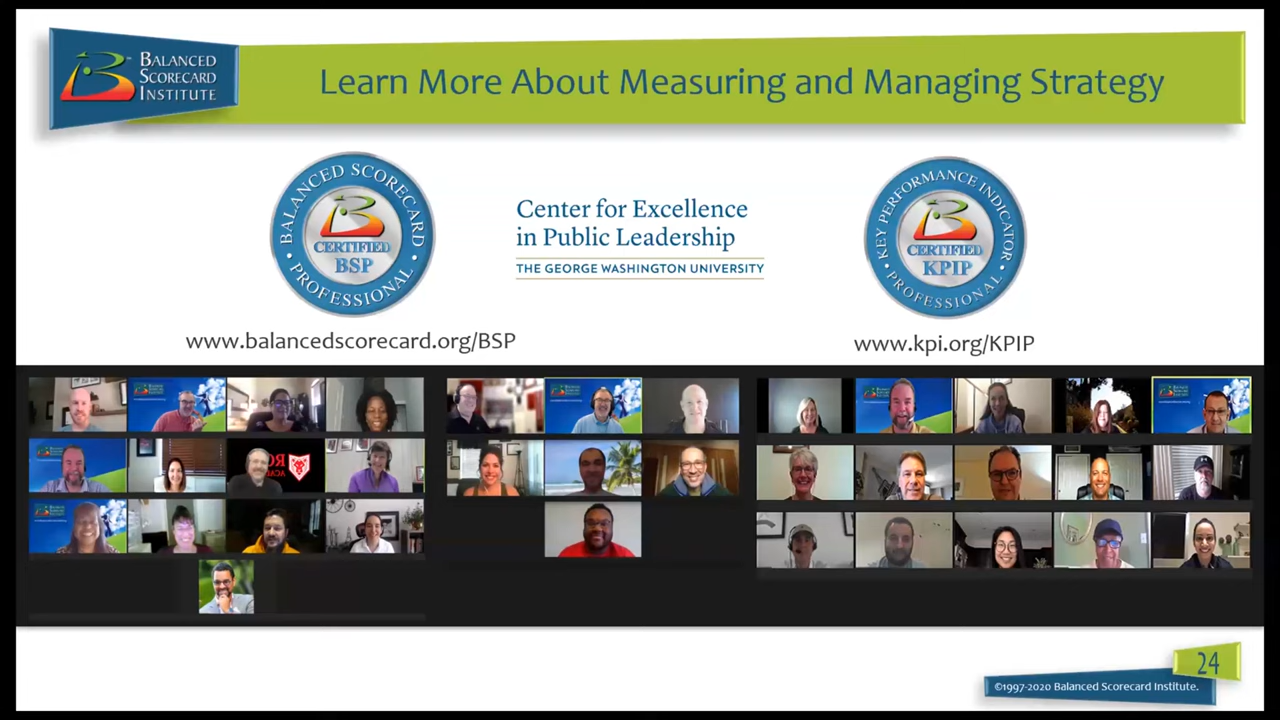 BALANCED
SCORECARD
INSTITUTE
Learn More About Measuring and Managing Strategy
BALANCED SCORECARD
CERTIFIED
BSP
PROFESSIONAL
Center for Excellence
in Public Leadership
THE GEORGE WASHINGTON UNIVERSITY
KEY PERFORMANCE INDICATOR
CERTIFIED
KPIP
PROFESSIONAL
www.balancedscorecard.org/BSP
www.kpi.org/KPIP
24
©1997-2020 Balanced Scorecard Institute.